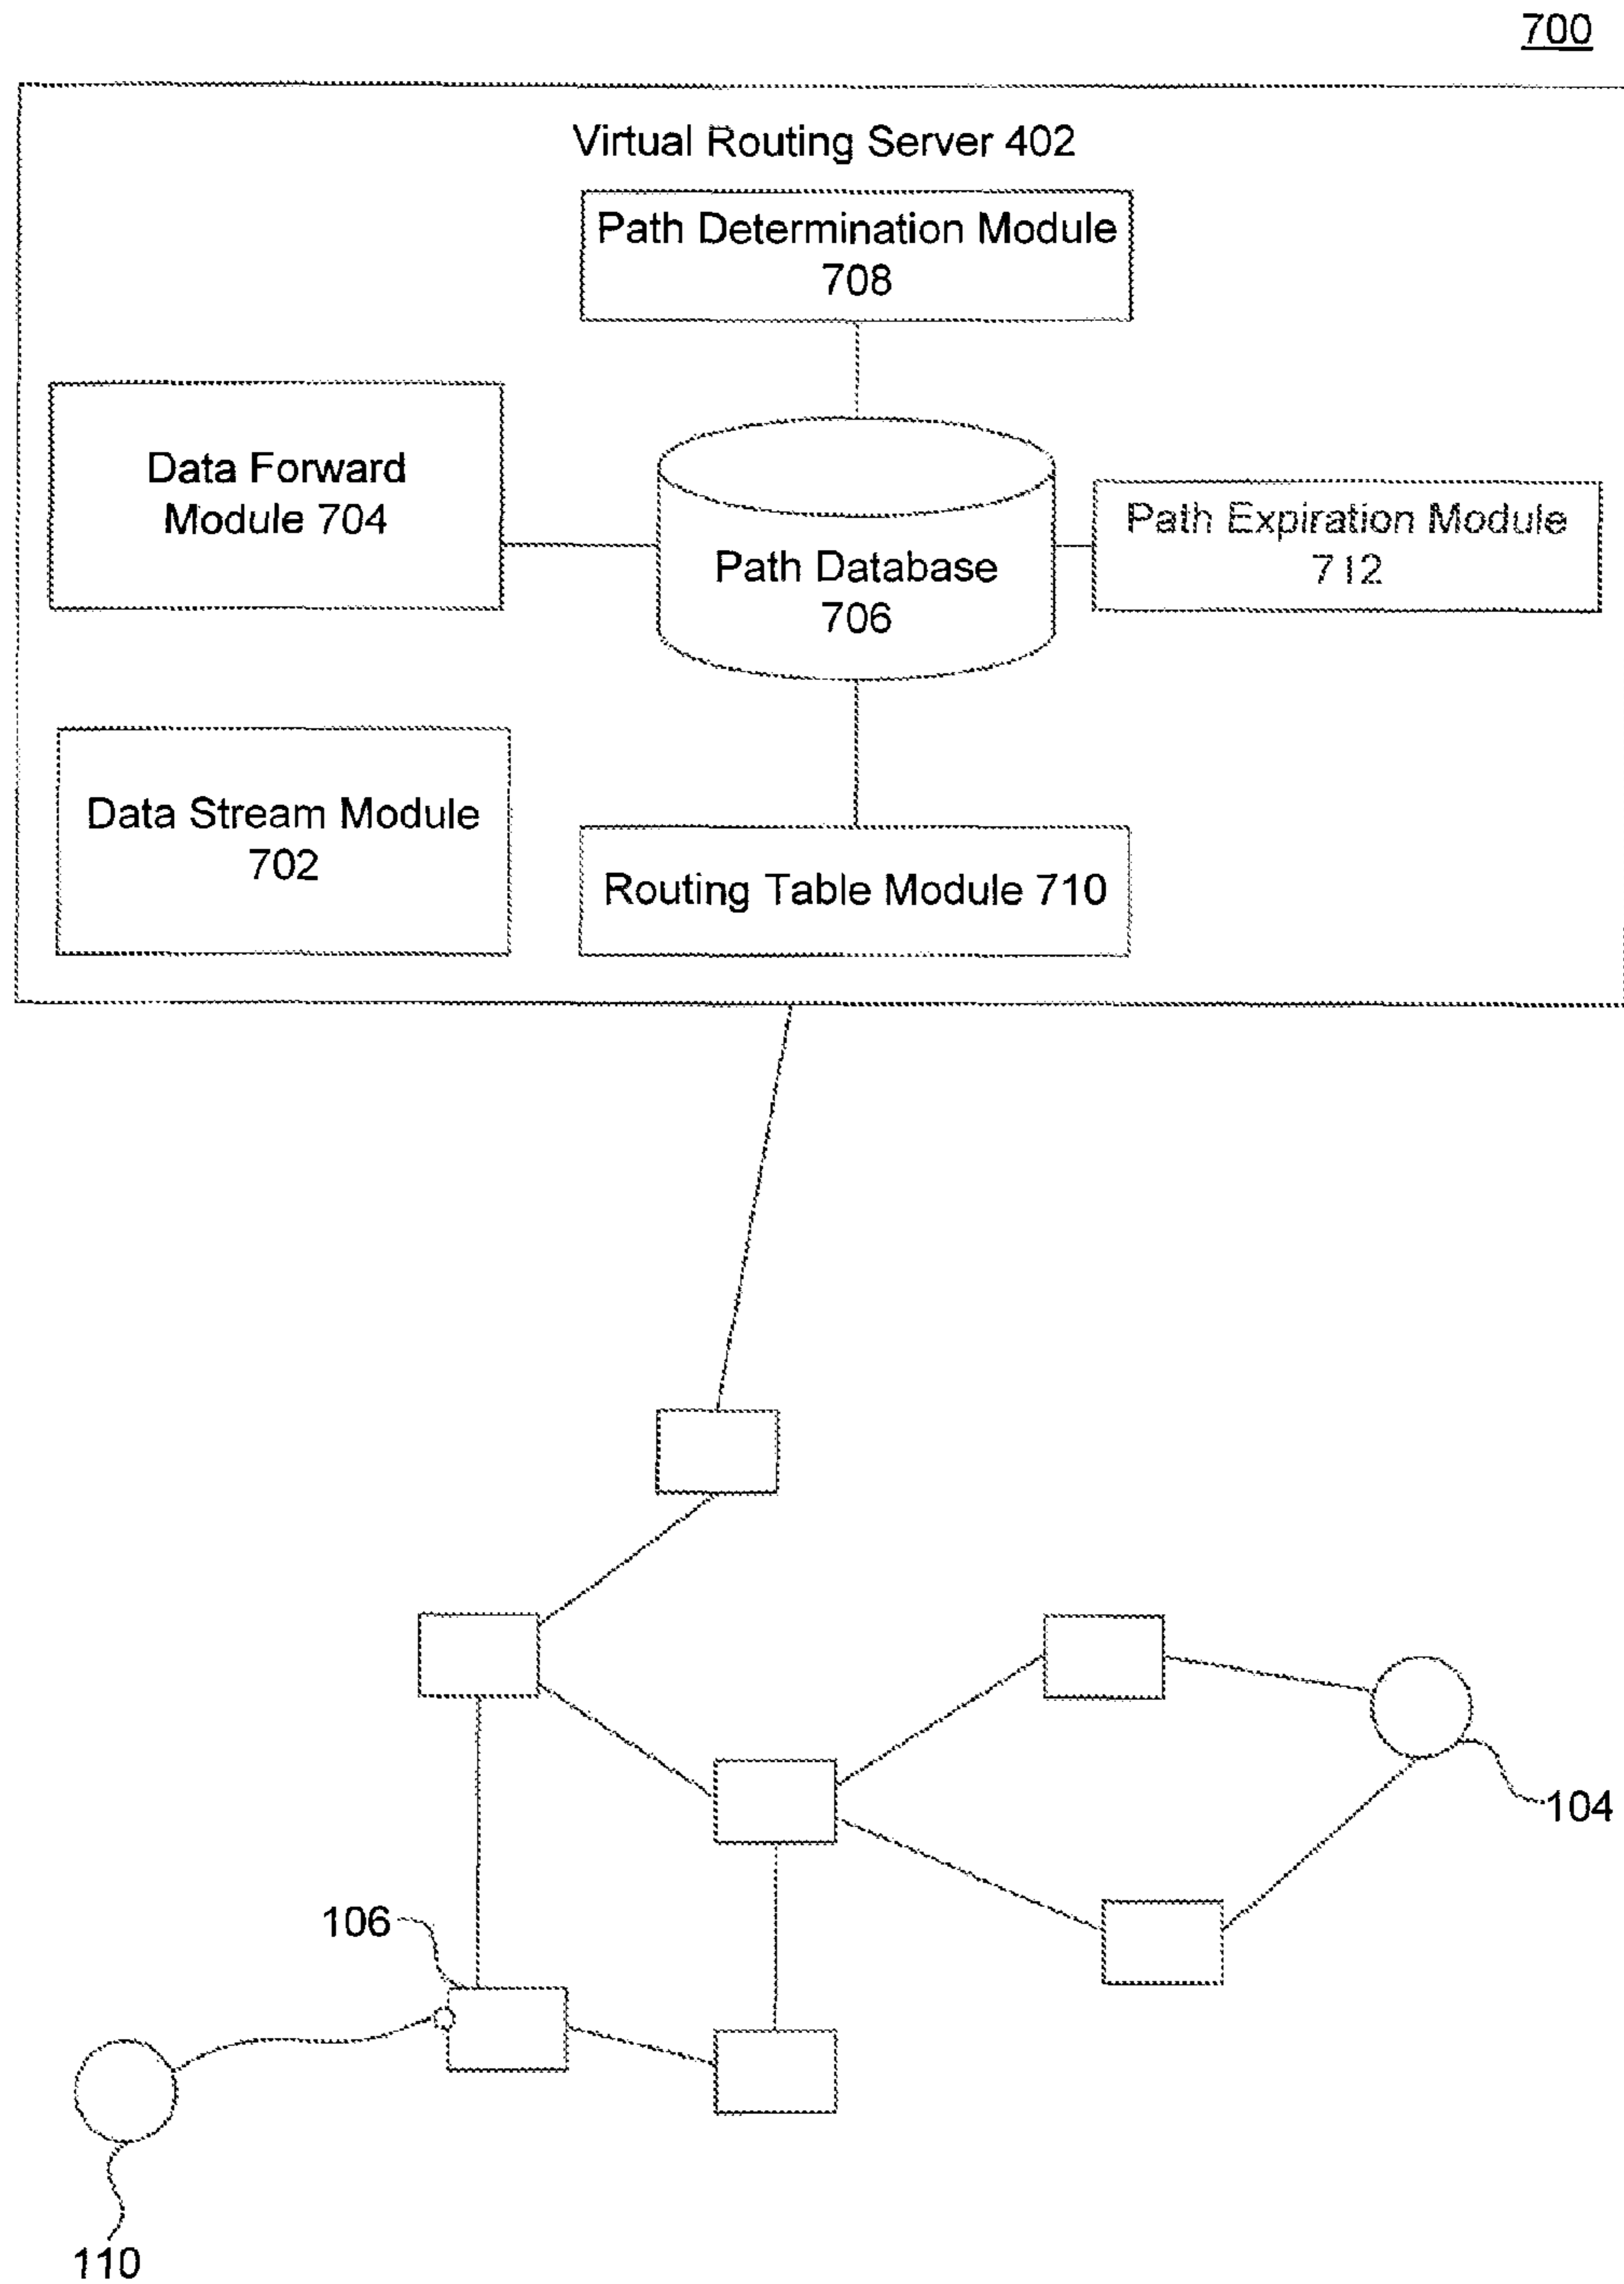 700
Virtual Routing Server 402
Path Determination Module
708
Data Forward
Module 704
Path Database
706
Path Expiration Module
712
Data Stream Module
702
Routing Table Module 710
104
106
110